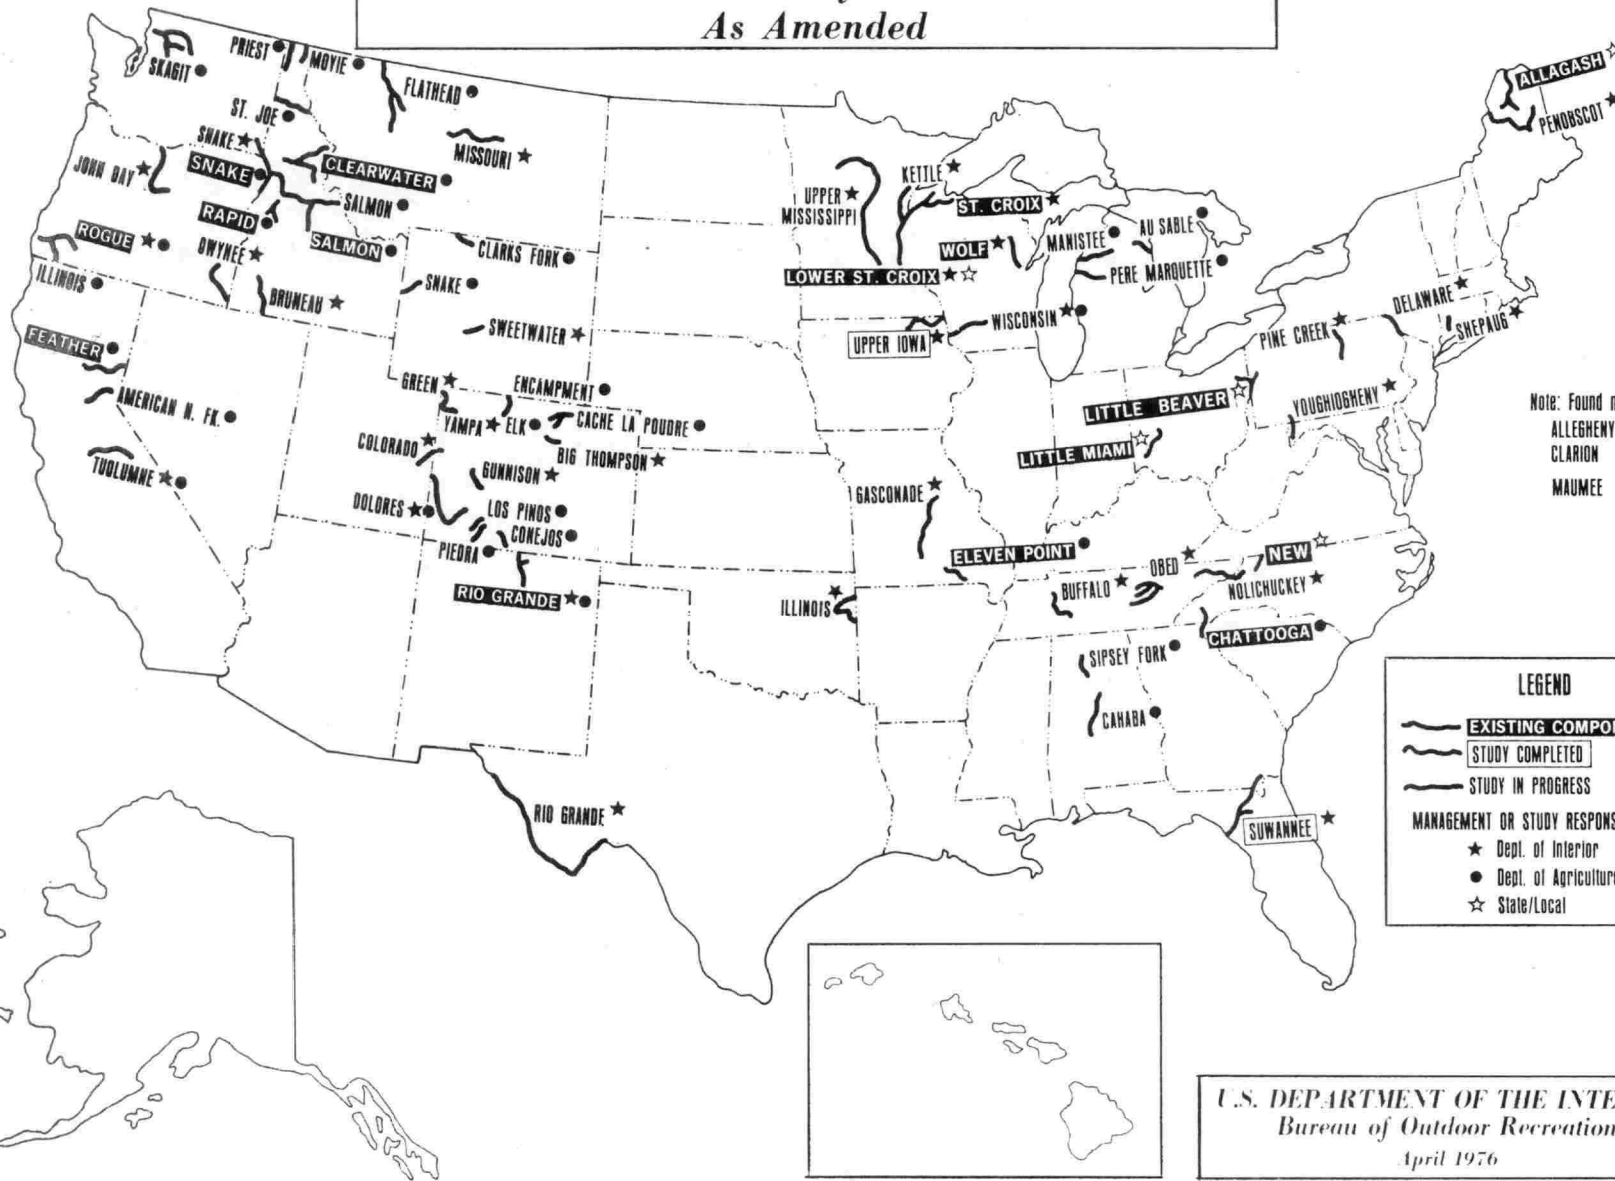 As Amended
SKAGIT
PRIEST
MOYIE
FLATHEAD
ST. JOE
SNAKE
MISSOURI
JOHN DAY
SNAKE
CLEARWATER
SALMON
RAPID
ROGUE
SALMON
OWYHEE
CLARKS FORK
ILLINOIS
BRUNEAU
SNAKE
SWEETWATER
FEATHER
AMERICAN N. FK.
TUOLUMNE
GREEN
ENCAMPMENT
YAMPA
ELK
CACHE LA POUDRE
COLORADO
BIG THOMPSON
GUNNISON
DOLORES
LOS PINOS
CONEJOS
PIEDRA
RIO GRANDE
RIO GRANDE
UPPER
MISSISSIPPI
KETTLE
ST. CROIX
WOLF
LOWER ST. CROIX
MANISTEE
AU SABLE
PERE MARQUETTE
WISCONSIN
UPPER IOWA
LITTLE BEAVER
LITTLE MIAMI
GASCONADE
ELEVEN POINT
ILLINOIS
BUFFALO
OBED
NEW
NOLICHUCKEY
CHATTOOGA
SIPSEY FORK
CAHABA
SUWANNEE
ALLAGASH
PENOBSCOT
DELAWARE
SHEPAUG
PINE CREEK
YOUGHIOGHENY
Note: Found n
ALLEGHENY
CLARION
MAUMEE
LEGEND
EXISTING COMPO
STUDY COMPLETED
STUDY IN PROGRESS
MANAGEMENT OR STUDY RESPONS
Dept. of Interior
Dept. of Agriculture
State/Local
U.S. DEPARTMENT OF THE INTE
Bureau of Outdoor Recreation
April 1976